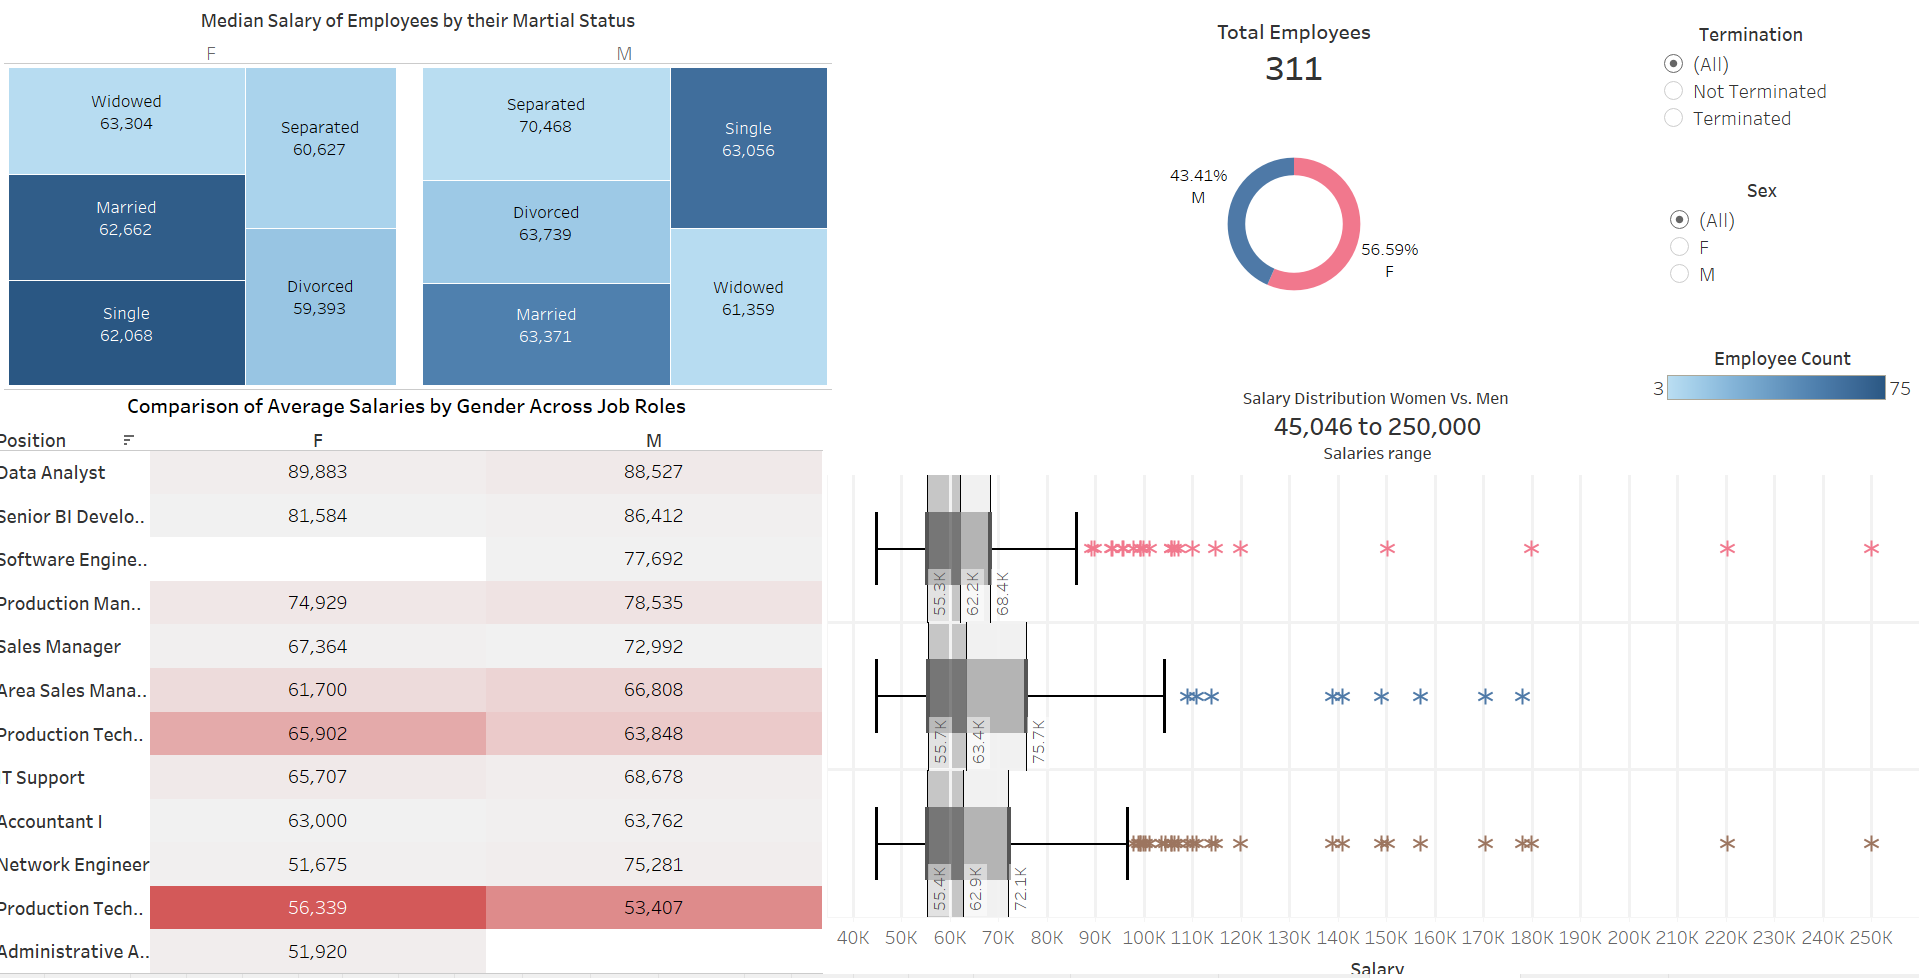 Median Salary of Employees by their Martial Status
F
M
Widowed
63,304
Married
62,662
Single
62,068
Separated
60,627
Divorced
59,393
Separated
70,468
Divorced
63,739
Married
63,371
Single
63,056
Widowed
61,359
Total Employees
311
43.41%
M
56.59%
F
Termination
(All)
Not Terminated
Terminated
Sex
(All)
F
M
Employee Count
3 75
Comparison of Average Salaries by Gender Across Job Roles
Position F M
Data Analyst 89,883 88,527
Senior BI Develo.. 81,584 86,412
Software Engine.. 77,692
Production Man.. 74,929 78,535
Sales Manager 67,364 72,992
Area Sales Mana.. 61,700 66,808
Production Tech.. 65,902 63,848
IT Support 65,707 68,678
Accountant I 63,000 63,762
Network Engineer 51,675 75,281
Production Tech.. 56,339 53,407
Administrative A.. 51,920
Salary Distribution Women Vs. Men
45,046 to 250,000
Salaries range
55.3K 62.2K 68.4K
55.7K 63.4K 75.7K
55.4K 62.9K 72.1K
40K 50K 60K 70K 80K 90K 100K 110K 120K 130K 140K 150K 160K 170K 180K 190K 200K 210K 220K 230K 240K 250K
Salary